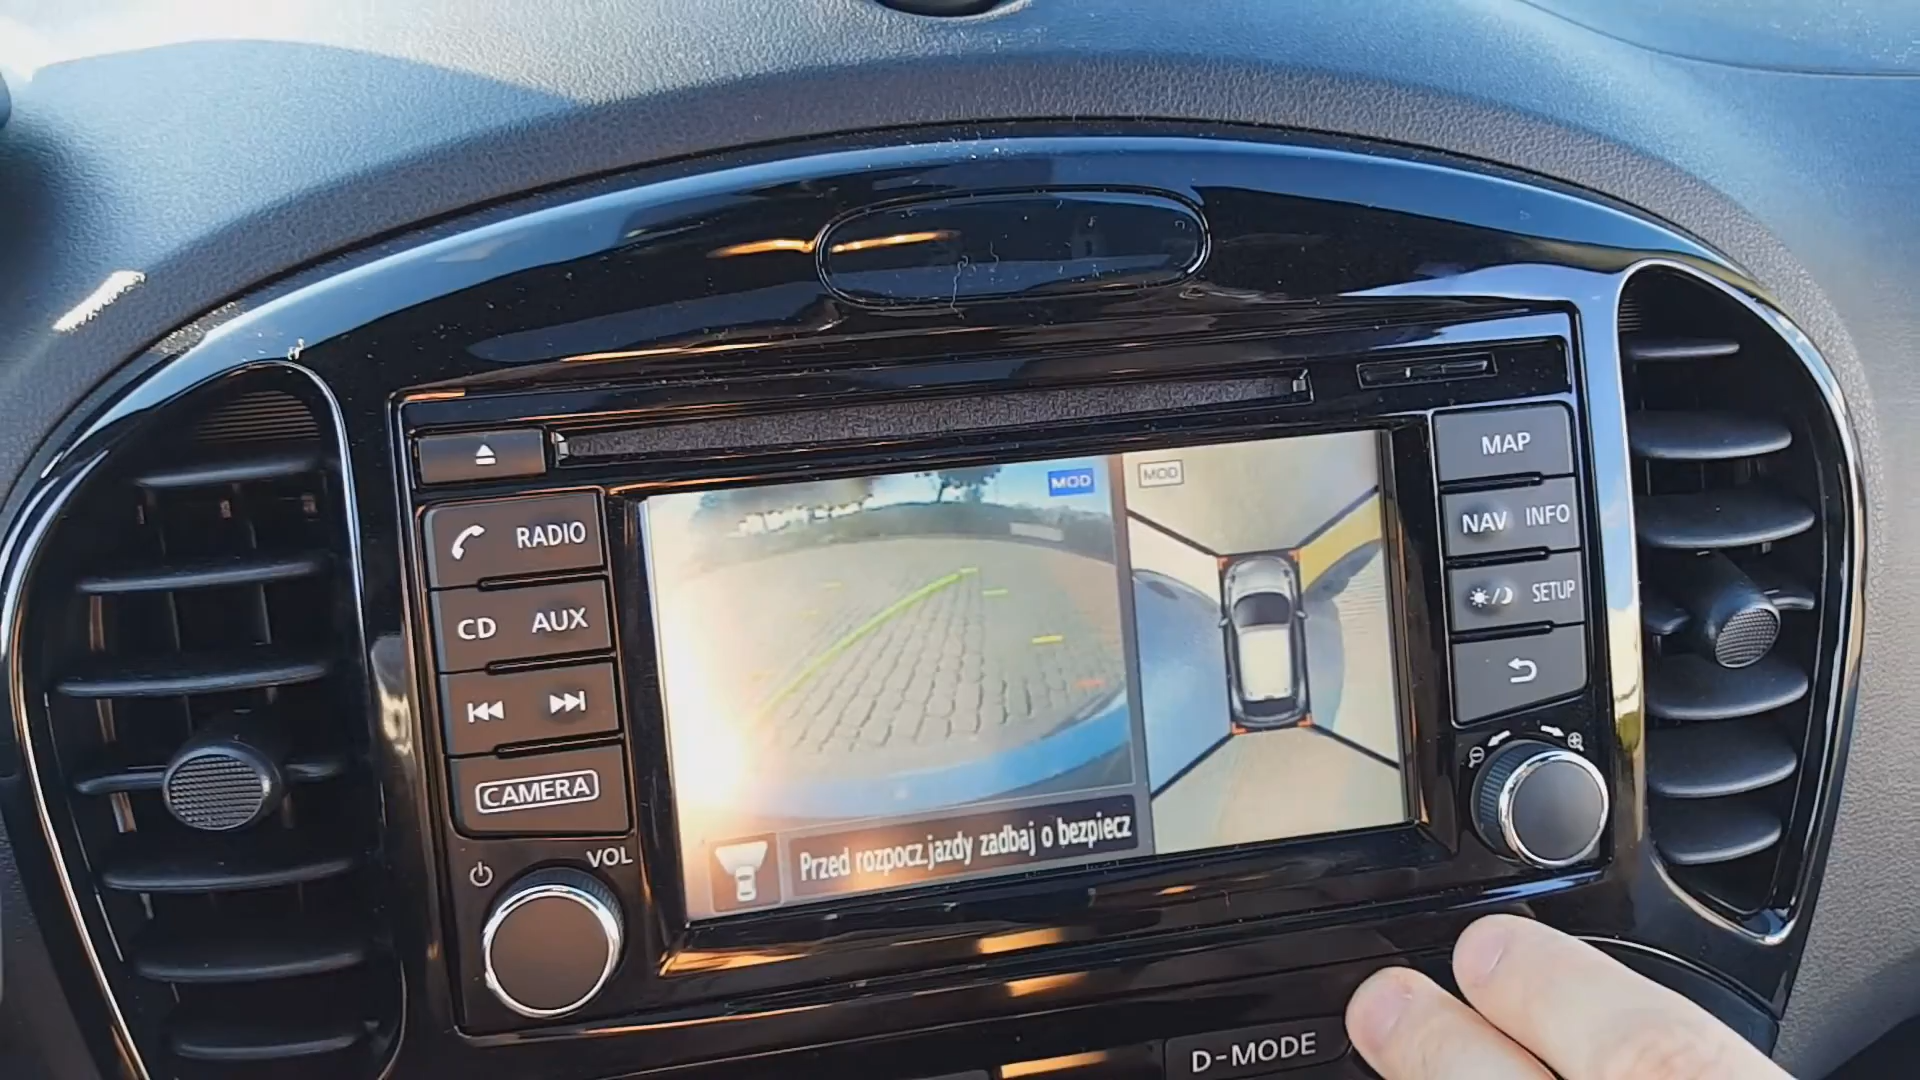 MAP
MOD
MOD
NAV INFO
RADIO
SETUP
CD AUX
CAMERA
Przed rozpocz.jazdy zadbaj o bezpiecz
VOL
D-MODE